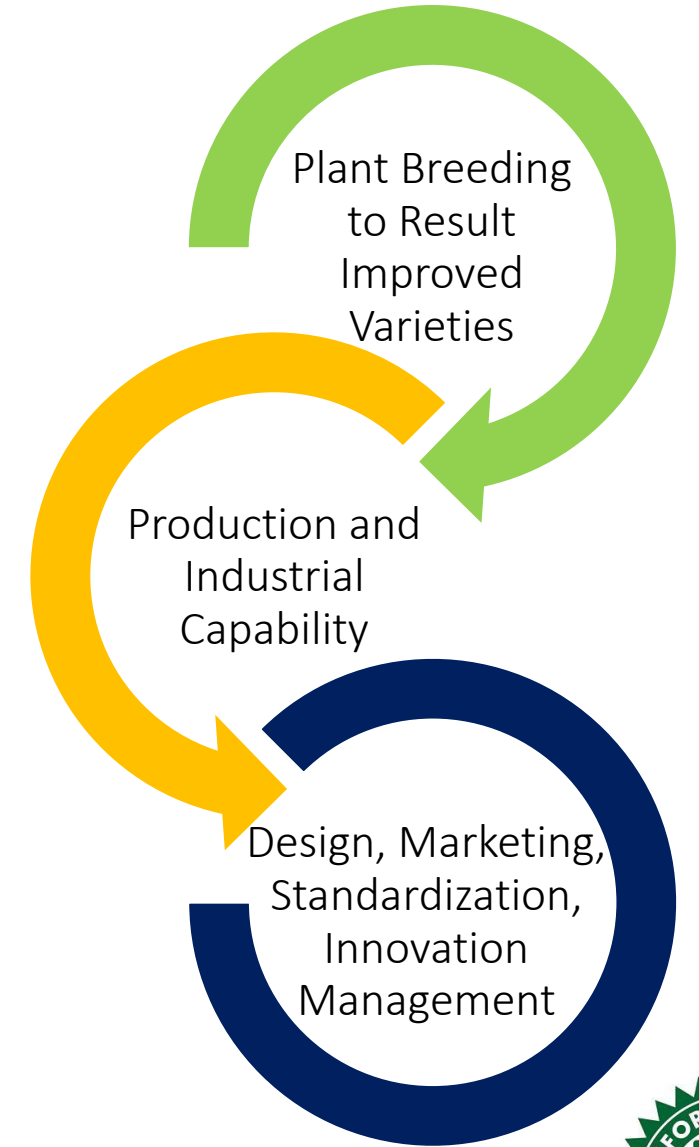 Plant Breeding
to Result
Improved
Varieties
Production and
Industrial
Capability
Design, Marketing,
Standardization,
Innovation
Management